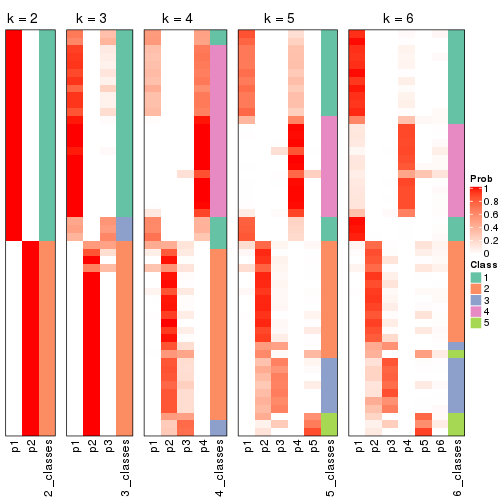 k = 2
k = 3
k = 4
k = 5
k = 6
Prob
1
0.8
0.6
0.4
0.2
0
Class
1
2
3
4
5
p1
p2
2_classes
p1
p2
p3
3_classes
p1
p2
p3
p4
4_classes
p1
p2
p3
p4
p5
5_classes
p1
p2
p3
p4
p5
p6
6_classes